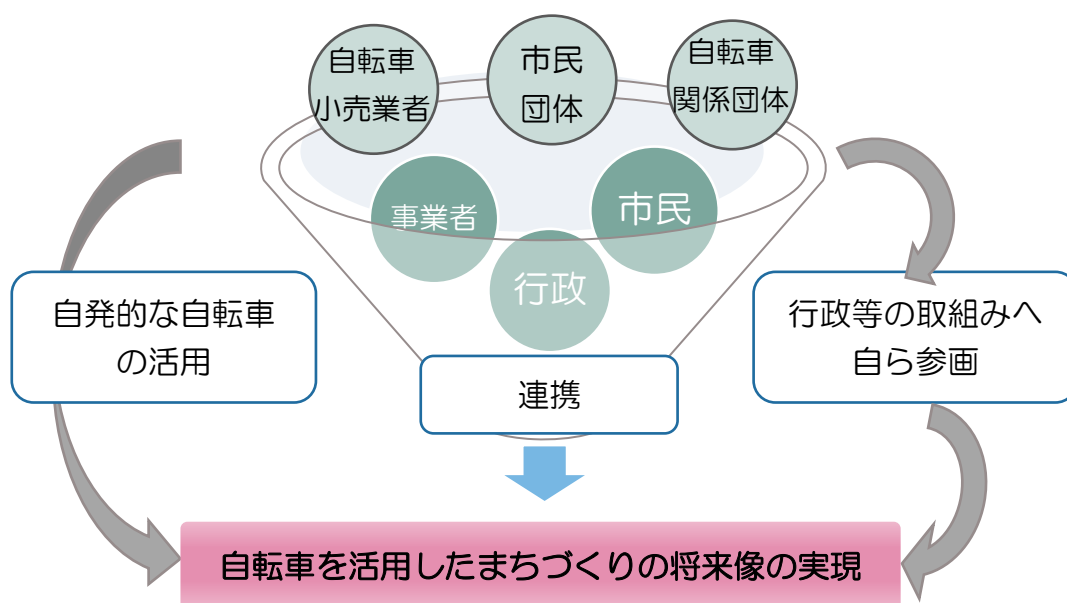 自転車
小売業者
市民
団体
自転車
関係団体
事業者
市民
行政
自発的な自転車
の活用
行政等の取組みへ
自ら参画
連携
自転車を活用したまちづくりの将来像の実現